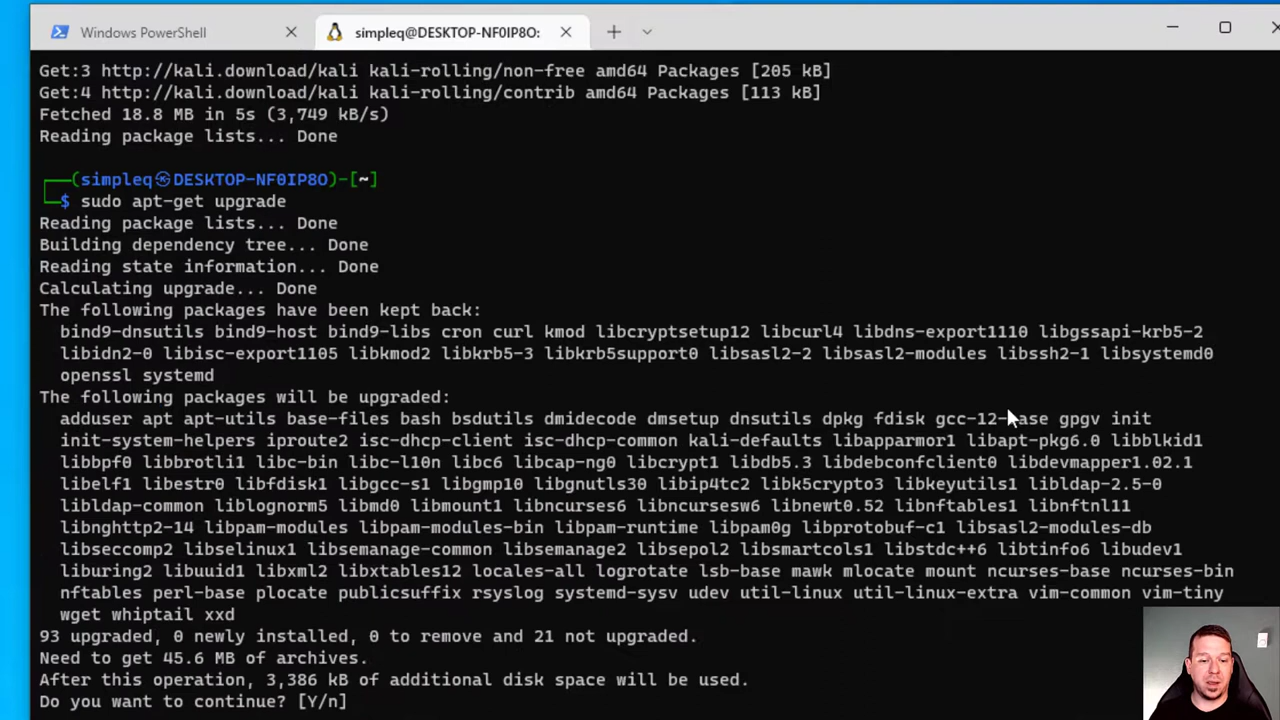 Windows PowerShell
simpleq@DESKTOP-NF0IP8O:
Get:3 http://kali.download/kali kali-rolling/non-free amd64 Packages [205 kB]
Get:4 http://kali.download/kali kali-rolling/contrib amd64 Packages [113 kB]
Fetched 18.8 MB in 5s (3,749 kB/s)
Reading package lists... Done
┌──(simpleq㉿DESKTOP-NF0IP8O)-[~]
└─$ sudo apt-get upgrade
Reading package lists... Done
Building dependency tree... Done
Reading state information... Done
Calculating upgrade... Done
The following packages have been kept back:
bind9-dnsutils bind9-host bind9-libs cron curl kmod libcryptsetup12 libcurl4 libdns-export1110 libgssapi-krb5-2
libidn2-0 libisc-export1105 libkmod2 libkrb5-3 libkrb5support0 libsasl2-2 libsasl2-modules libssh2-1 libsystemd0
openssl systemd
The following packages will be upgraded:
adduser apt apt-utils base-files bash bsdutils dmidecode dmsetup dnsutils dpkg fdisk gcc-12-base gpgv init
init-system-helpers iproute2 isc-dhcp-client isc-dhcp-common kali-defaults libapparmor1 libapt-pkg6.0 libblkid1
libbpf0 libbrotli1 libc-bin libc-l10n libc6 libcap-ng0 libcrypt1 libdb5.3 libdebconfclient0 libdevmapper1.02.1
libelf1 libestr0 libfdisk1 libgcc-s1 libgmp10 libgnutls30 libip4tc2 libk5crypto3 libkeyutils1 libldap-2.5-0
libldap-common liblognorm5 libmd0 libmount1 libncurses6 libncursesw6 libnewt0.52 libnftables1 libnftnl11
libnghttp2-14 libpam-modules libpam-modules-bin libpam-runtime libpam0g libprotobuf-c1 libsasl2-modules-db
libseccomp2 libselinux1 libsemanage-common libsemanage2 libsepol2 libsmartcols1 libstdc++6 libtinfo6 libudev1
liburing2 libuuid1 libxml2 libxtables12 locales-all logrotate lsb-base mawk mlocate mount ncurses-base ncurses-bin
nftables perl-base plocate publicsuffix rsyslog systemd-sysv udev util-linux util-linux-extra vim-common vim-tiny
wget whiptail xxd
93 upgraded, 0 newly installed, 0 to remove and 21 not upgraded.
Need to get 45.6 MB of archives.
After this operation, 3,386 kB of additional disk space will be used.
Do you want to continue? [Y/n]